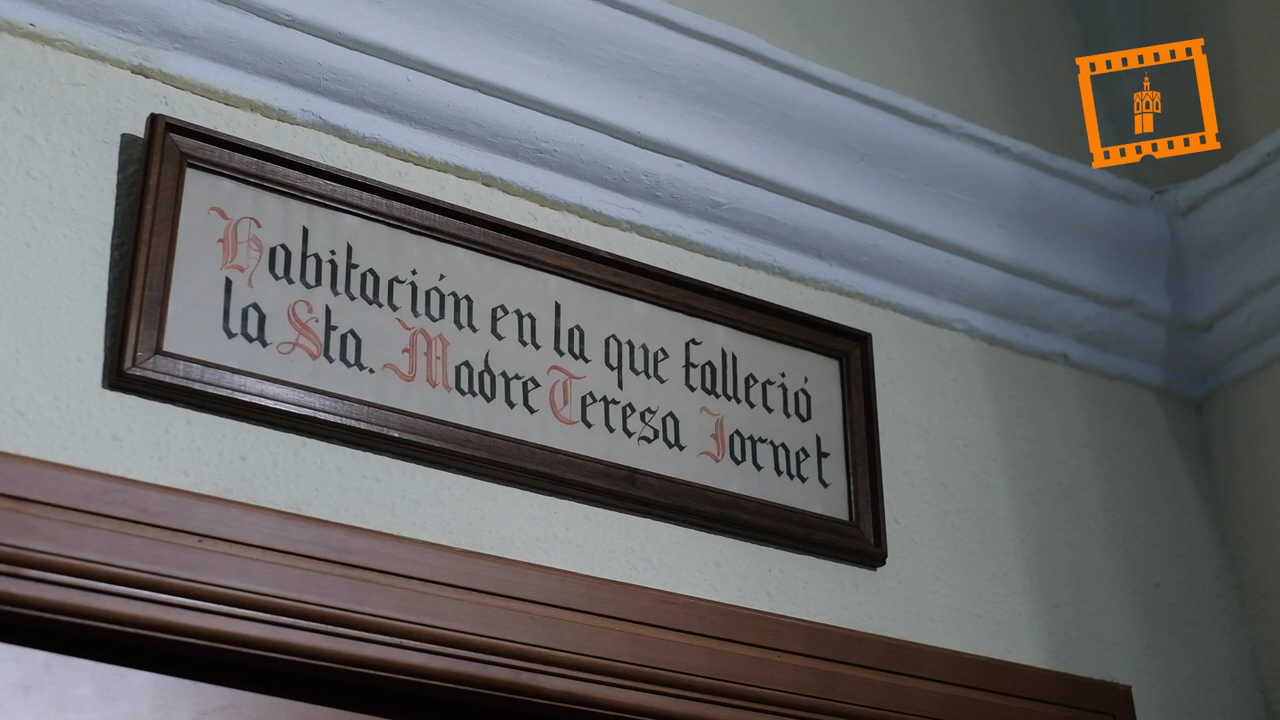 Habitación en la que falleció
la Sta. Madre Teresa Jornet